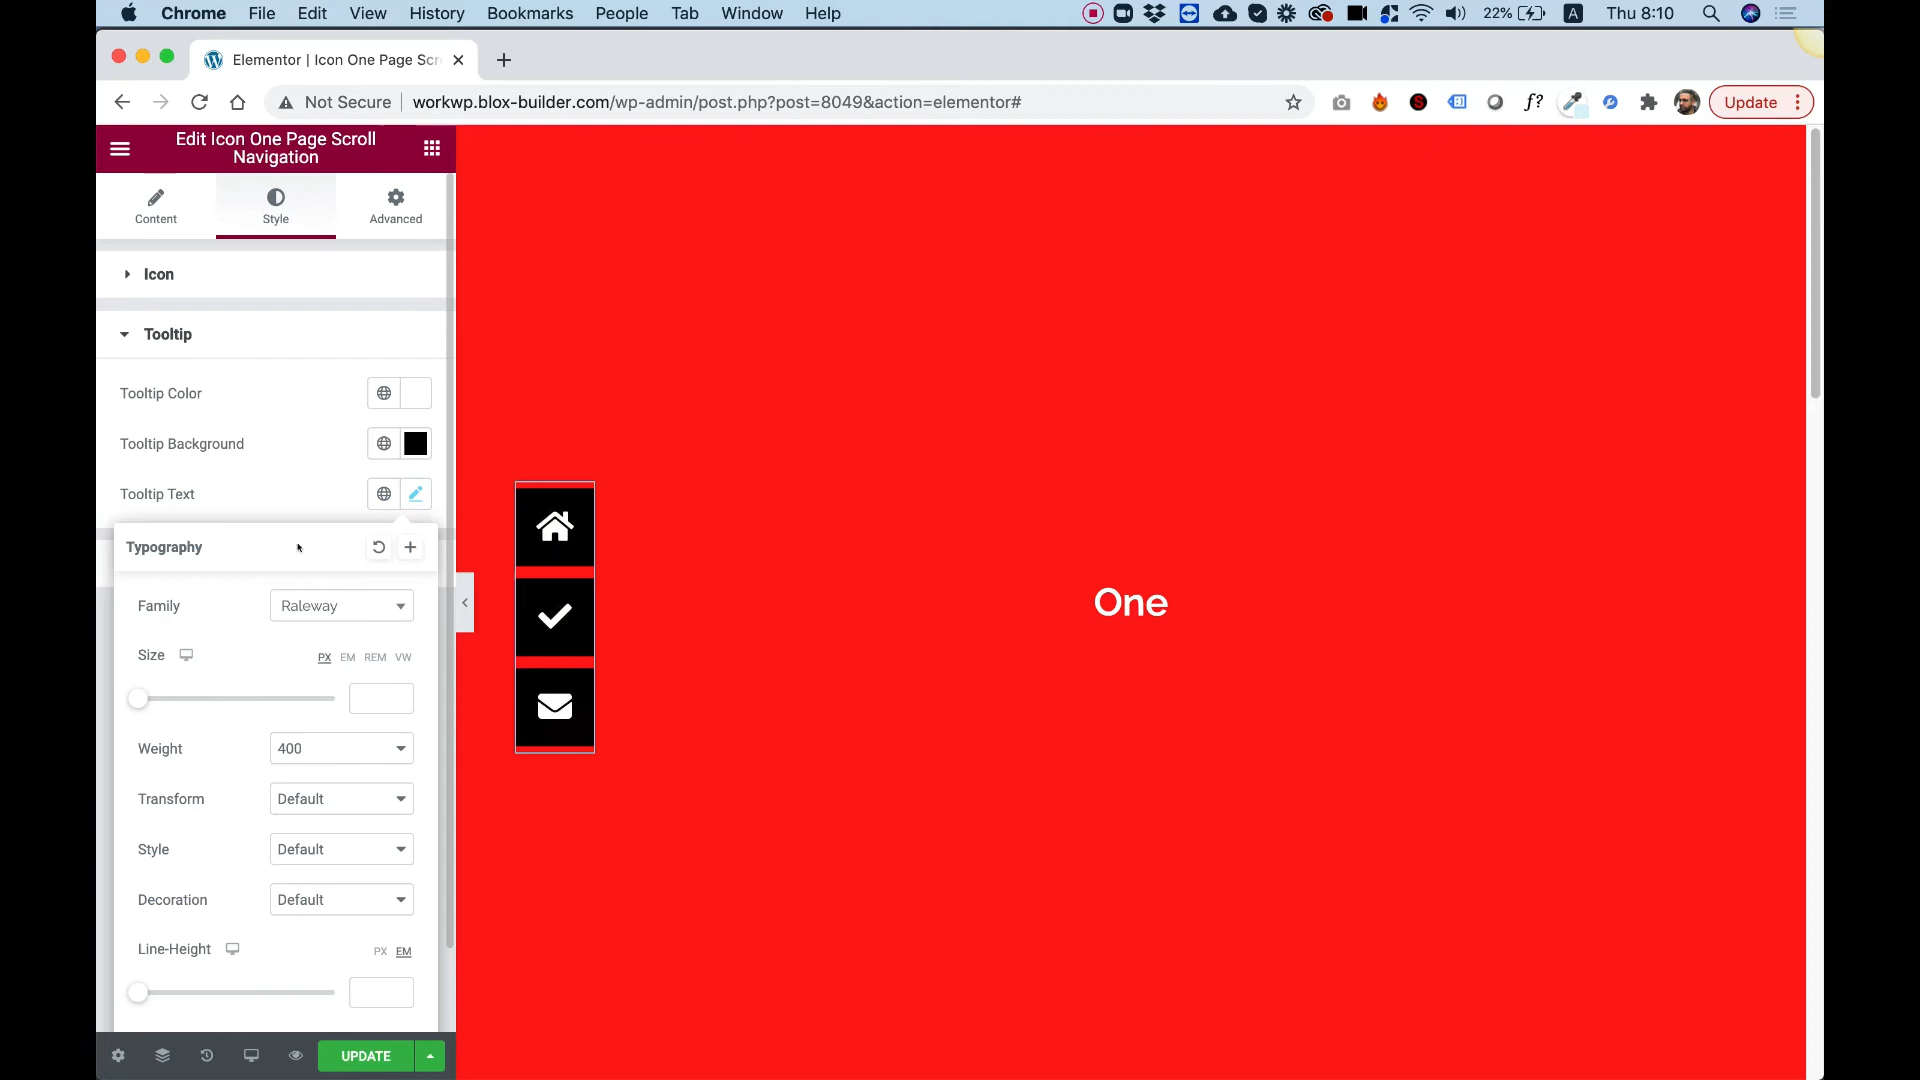 Chrome File Edit View History Bookmarks People Tab Window Help 22% A Thu 8:10
Elementor | Icon One Page Scr
Not Secure workwp.blox-builder.com/wp-admin/post.php?post=8049&action=elementor# S f? Update
Edit Icon One Page Scroll
Navigation
Content Style Advanced
Icon
Tooltip
Tooltip Color
Tooltip Background
Tooltip Text
Typography
Family Raleway
Size PX EM REM VW
Weight 400
Transform Default
Style Default
Decoration Default
Line-Height PX EM
UPDATE
One